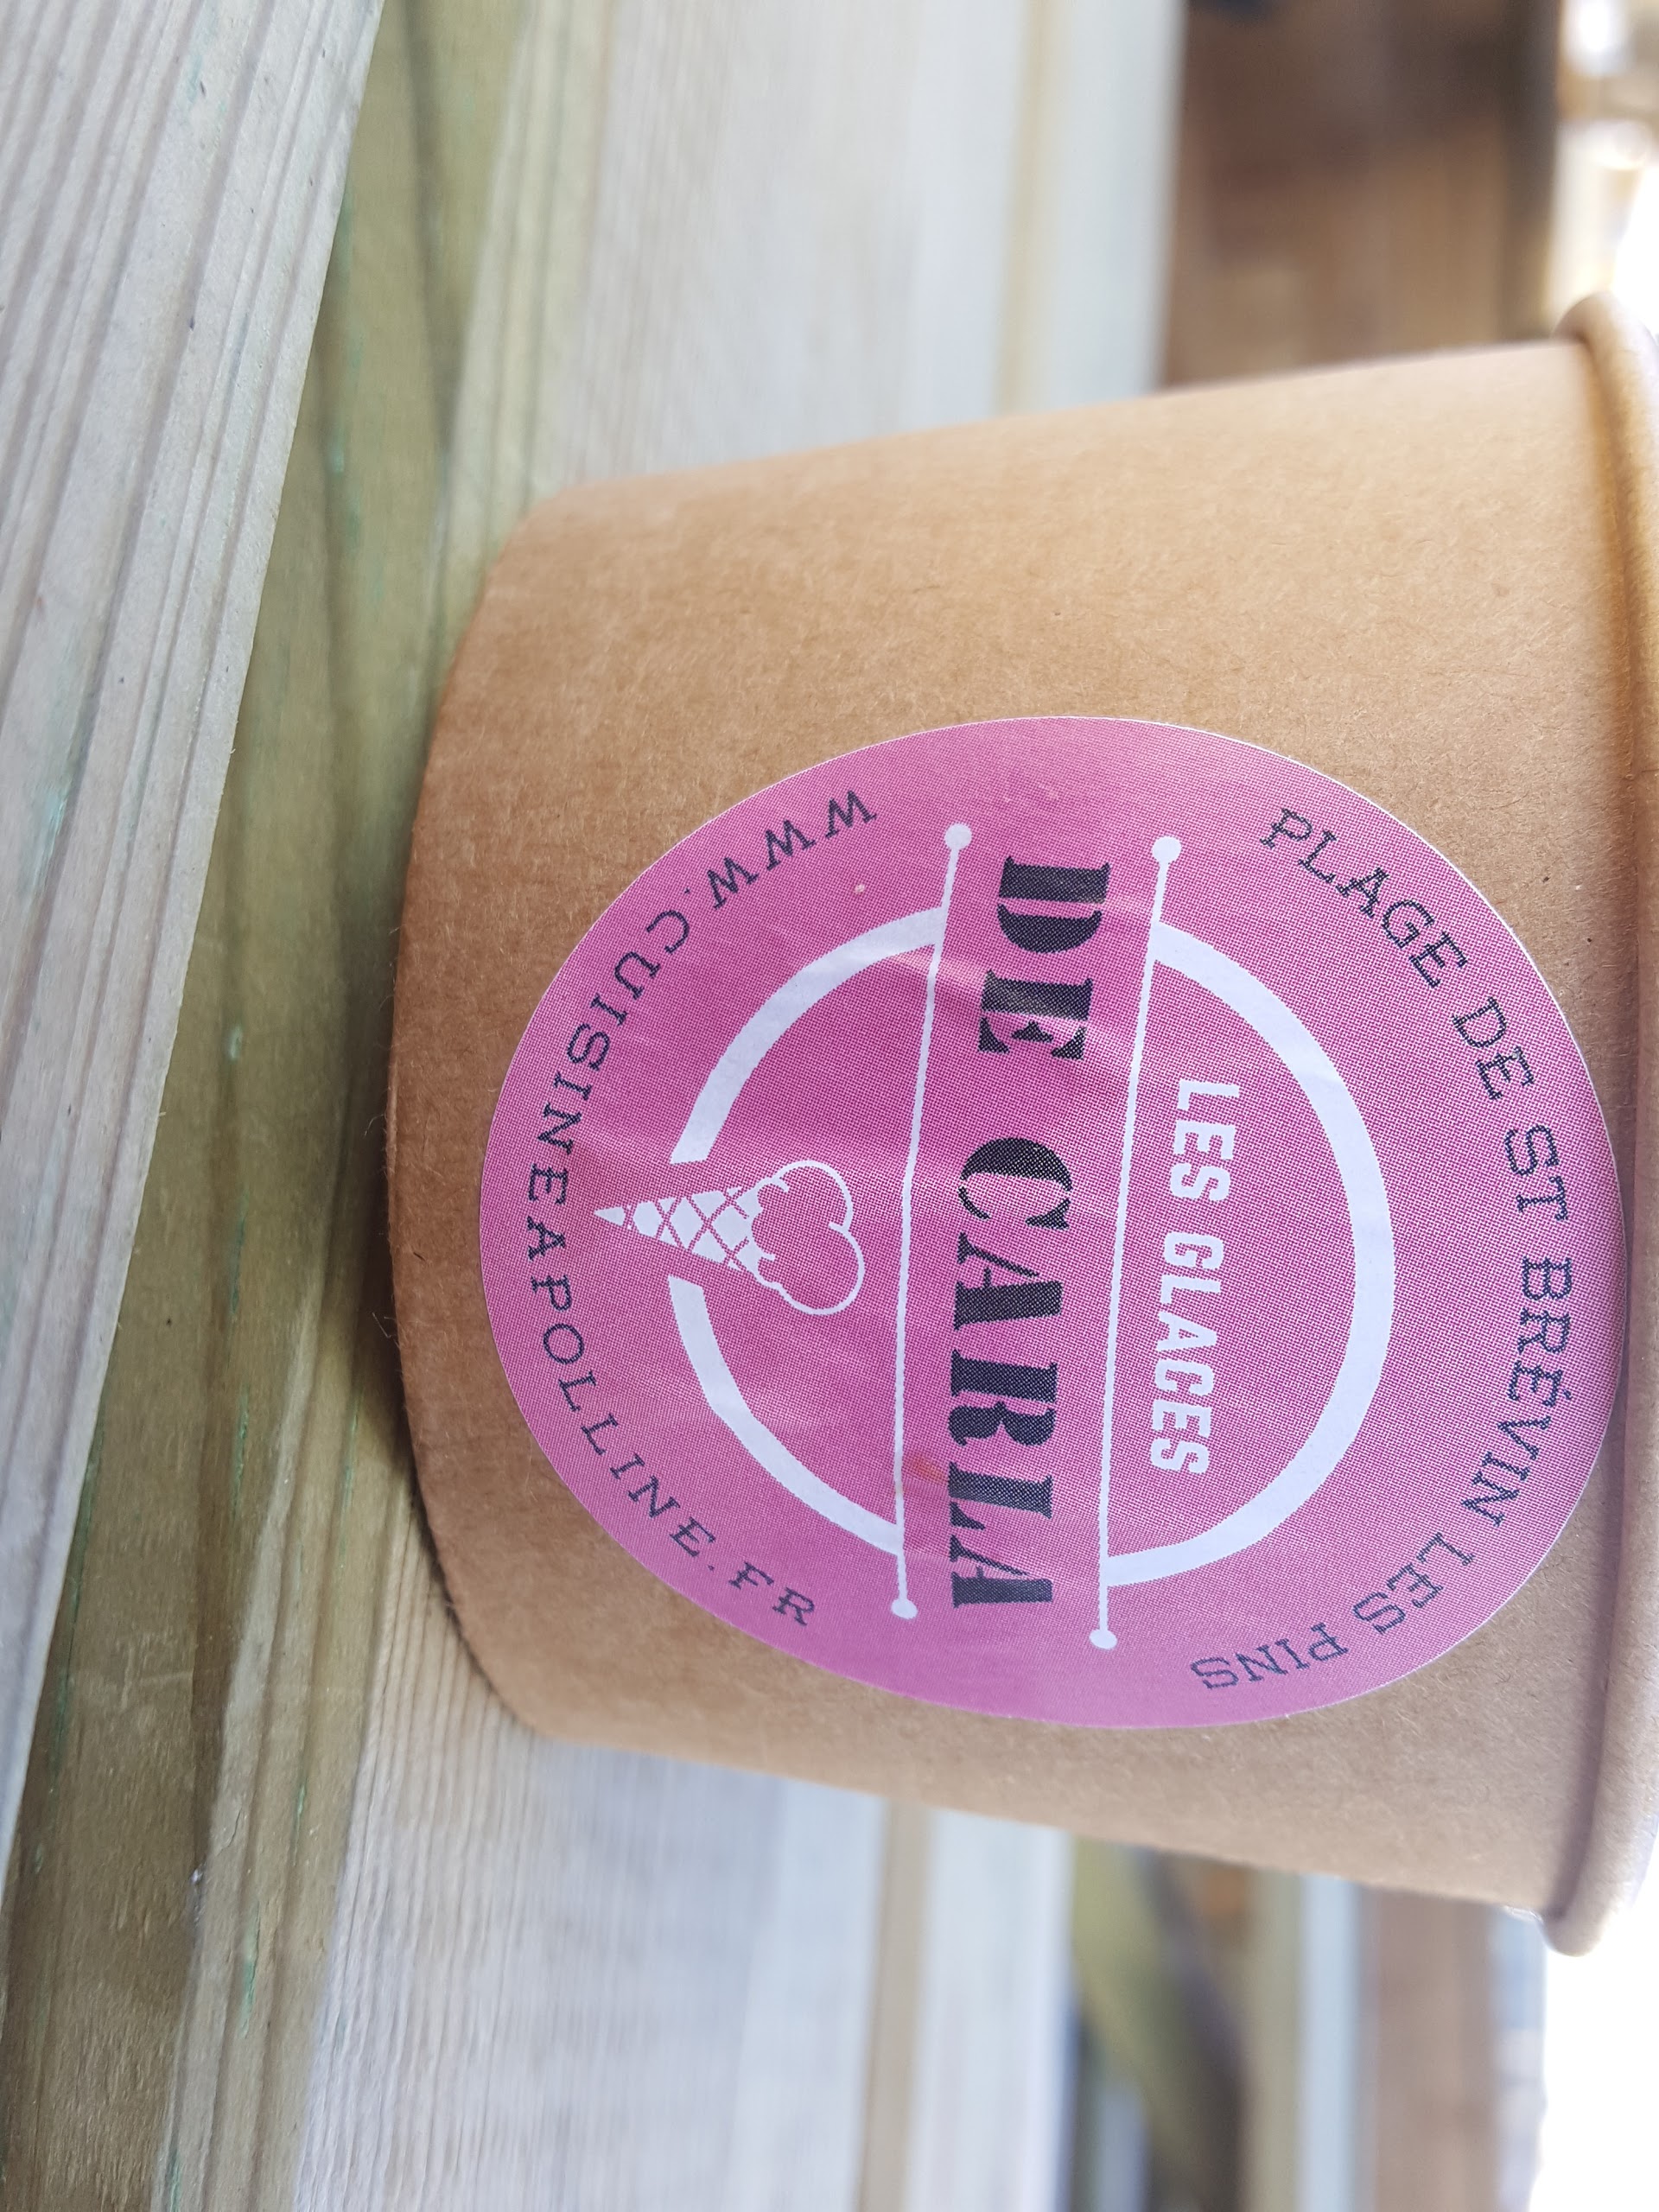 PLAGE DE ST BRÉVIN LES PINS
LES GLACES
DE CARLA
WWW.CUISINEAPOLLINE.FR